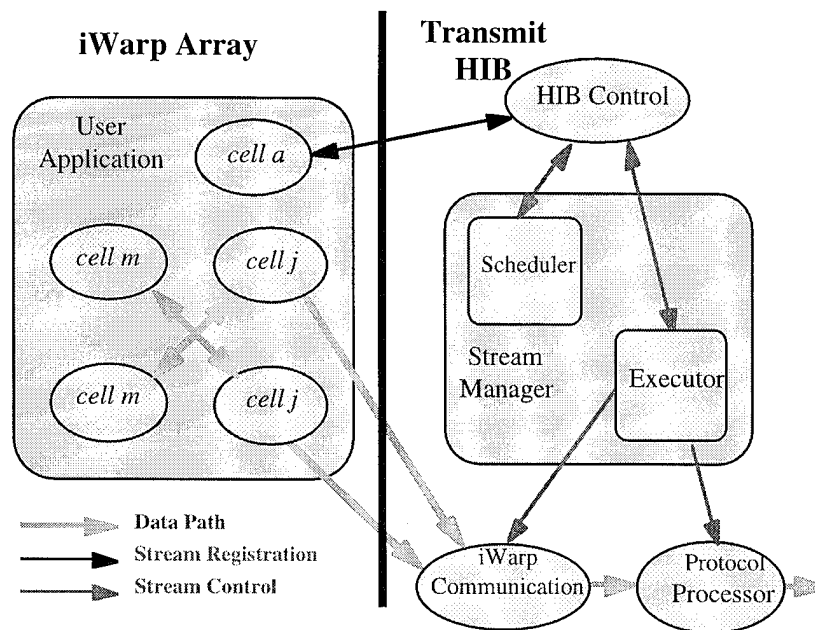 iWarp Array
Transmit
HIB
User
Application
cell a
HIB Control
cell m
cell j
Scheduler
Stream
Manager
Executor
cell m
cell j
Data Path
Stream Registration
Stream Control
iWarp
Communication
Protocol
Processor